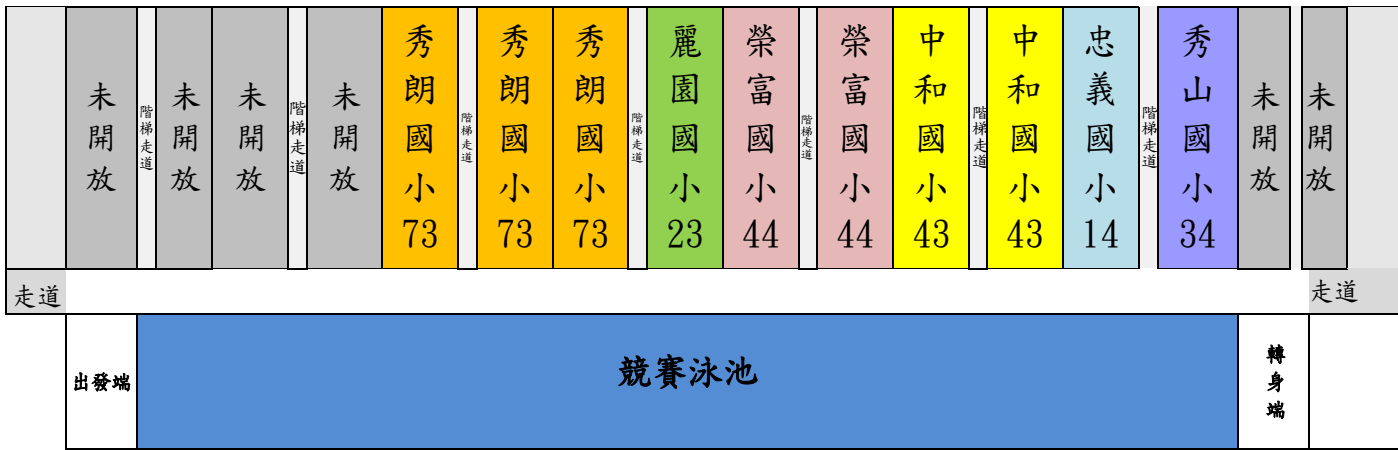 未開放
階梯走道
未開放
未開放
階梯走道
未開放
秀朗國小73
階梯走道
秀朗國小73
秀朗國小73
階梯走道
麗園國小23
榮富國小44
階梯走道
榮富國小44
中和國小43
階梯走道
中和國小43
忠義國小14
階梯走道
秀山國小34
未開放
未開放
走道
走道
出發端
競賽泳池
轉身端